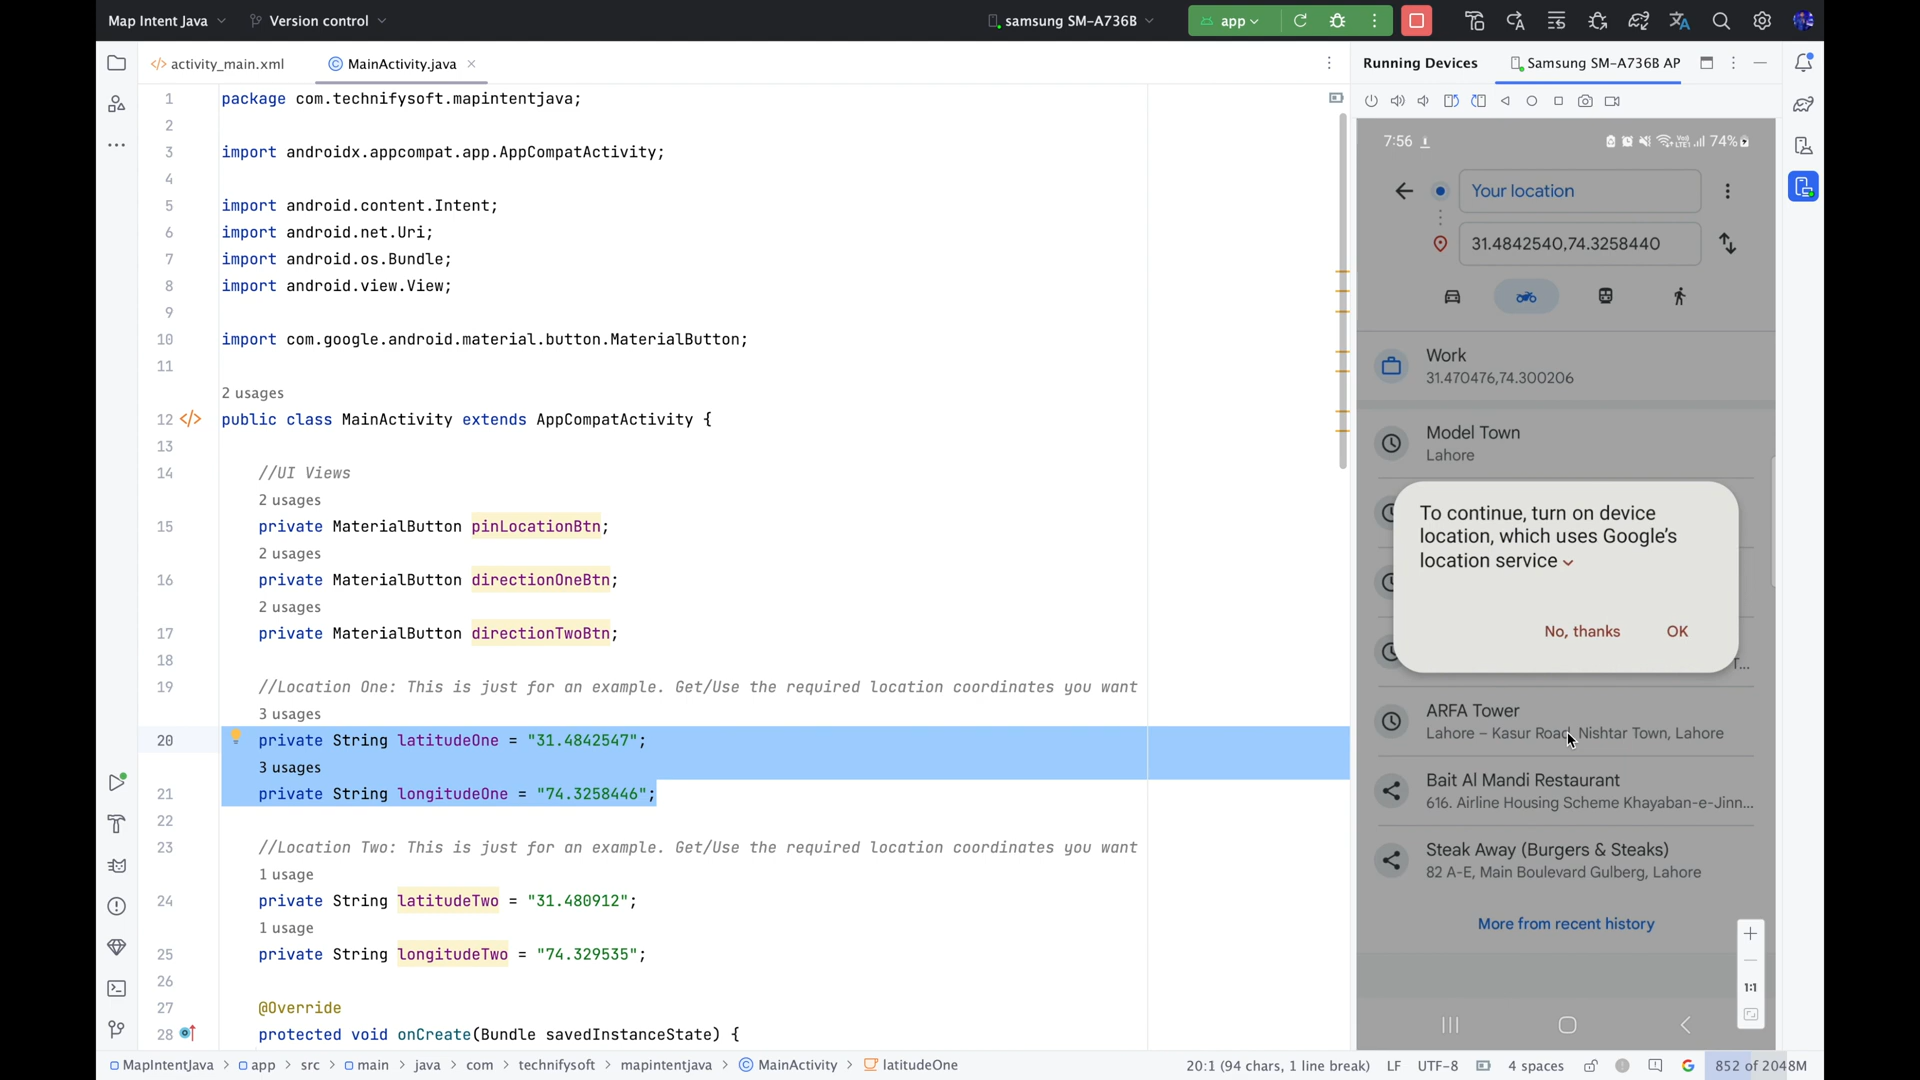 Map Intent Java
Version control
samsung SM-A736B
app
activity_main.xml
MainActivity.java
Running Devices
Samsung SM-A736B AP
1 package com.technifysoft.mapintentjava;
2
3 import androidx.appcompat.app.AppCompatActivity;
4
5 import android.content.Intent;
6 import android.net.Uri;
7 import android.os.Bundle;
8 import android.view.View;
9
10 import com.google.android.material.button.MaterialButton;
11
2 usages
12 public class MainActivity extends AppCompatActivity {
13
14 //UI Views
2 usages
15 private MaterialButton pinLocationBtn;
2 usages
16 private MaterialButton directionOneBtn;
2 usages
17 private MaterialButton directionTwoBtn;
18
19 //Location One: This is just for an example. Get/Use the required location coordinates you want
3 usages
20 private String latitudeOne = "31.4842547";
3 usages
21 private String longitudeOne = "74.3258446";
22
23 //Location Two: This is just for an example. Get/Use the required location coordinates you want
1 usage
24 private String latitudeTwo = "31.480912";
1 usage
25 private String longitudeTwo = "74.329535";
26
27 @Override
28 protected void onCreate(Bundle savedInstanceState) {
7:56
74%
Your location
31.4842540,74.3258440
Work
31.470476,74.300206
Model Town
Lahore
To continue, turn on device
location, which uses Google's
location service
No, thanks OK
T...
ARFA Tower
Lahore – Kasur Road, Nishtar Town, Lahore
Bait Al Mandi Restaurant
616. Airline Housing Scheme Khayaban-e-Jinn...
Steak Away (Burgers & Steaks)
82 A-E, Main Boulevard Gulberg, Lahore
More from recent history
1:1
MapIntentJava > app > src > main > java > com > technifysoft > mapintentjava > MainActivity > latitudeOne
20:1 (94 chars, 1 line break) LF UTF-8 4 spaces 852 of 2048M